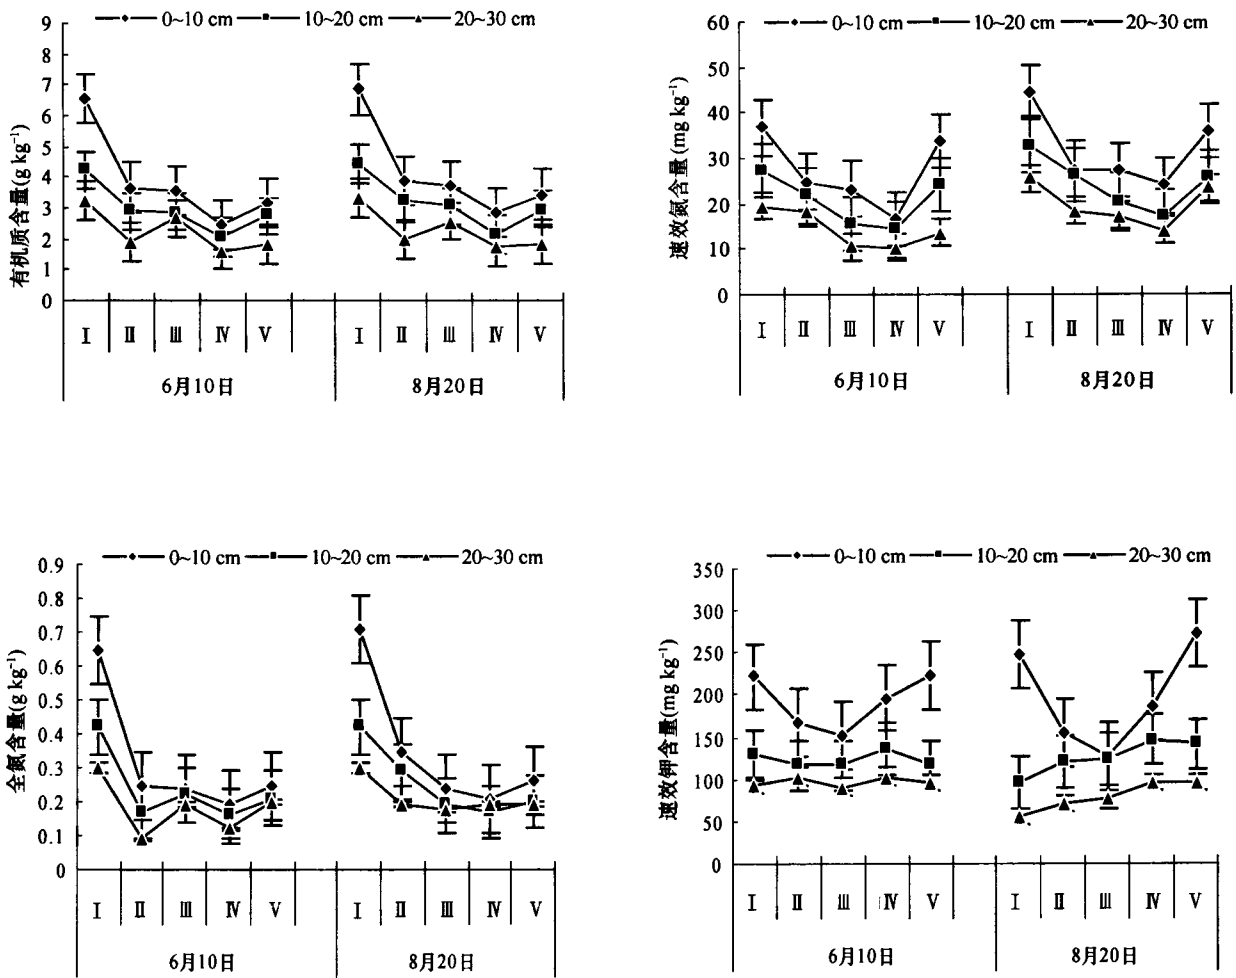 0~10 cm 10~20 cm 20~30 cm
有机质含量(g kg⁻¹)
9
8
7
6
5
4
3
2
1
0
Ⅰ Ⅱ Ⅲ Ⅳ Ⅴ Ⅰ Ⅱ Ⅲ Ⅳ Ⅴ
6月10日 8月20日
0~10 cm 10~20 cm 20~30 cm
速效氮含量(mg kg⁻¹)
60
50
40
30
20
10
0
Ⅰ Ⅱ Ⅲ Ⅳ Ⅴ Ⅰ Ⅱ Ⅲ Ⅳ Ⅴ
6月10日 8月20日
0~10 cm 10~20 cm 20~30 cm
全氮含量(g kg⁻¹)
0.9
0.8
0.7
0.6
0.5
0.4
0.3
0.2
0.1
0
Ⅰ Ⅱ Ⅲ Ⅳ Ⅴ Ⅰ Ⅱ Ⅲ Ⅳ Ⅴ
6月10日 8月20日
0~10 cm 10~20 cm 20~30 cm
速效钾含量(mg kg⁻¹)
350
300
250
200
150
100
50
0
Ⅰ Ⅱ Ⅲ Ⅳ Ⅴ Ⅰ Ⅱ Ⅲ Ⅳ Ⅴ
6月10日 8月20日